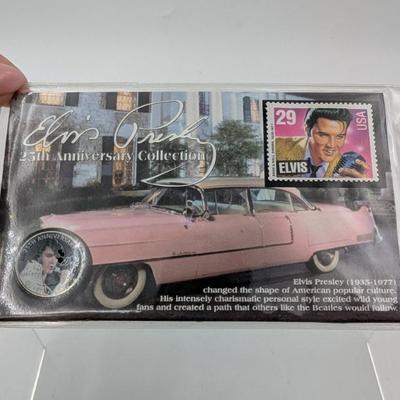 Elvis Presley
25th Anniversary Collection
29
USA
ELVIS
25TH ANNIVERSARY
Elvis Presley (1935-1977)
changed the shape of American popular culture.
His intensely charismatic personal style excited wild young
fans and created a path that others like the Beatles would follow.